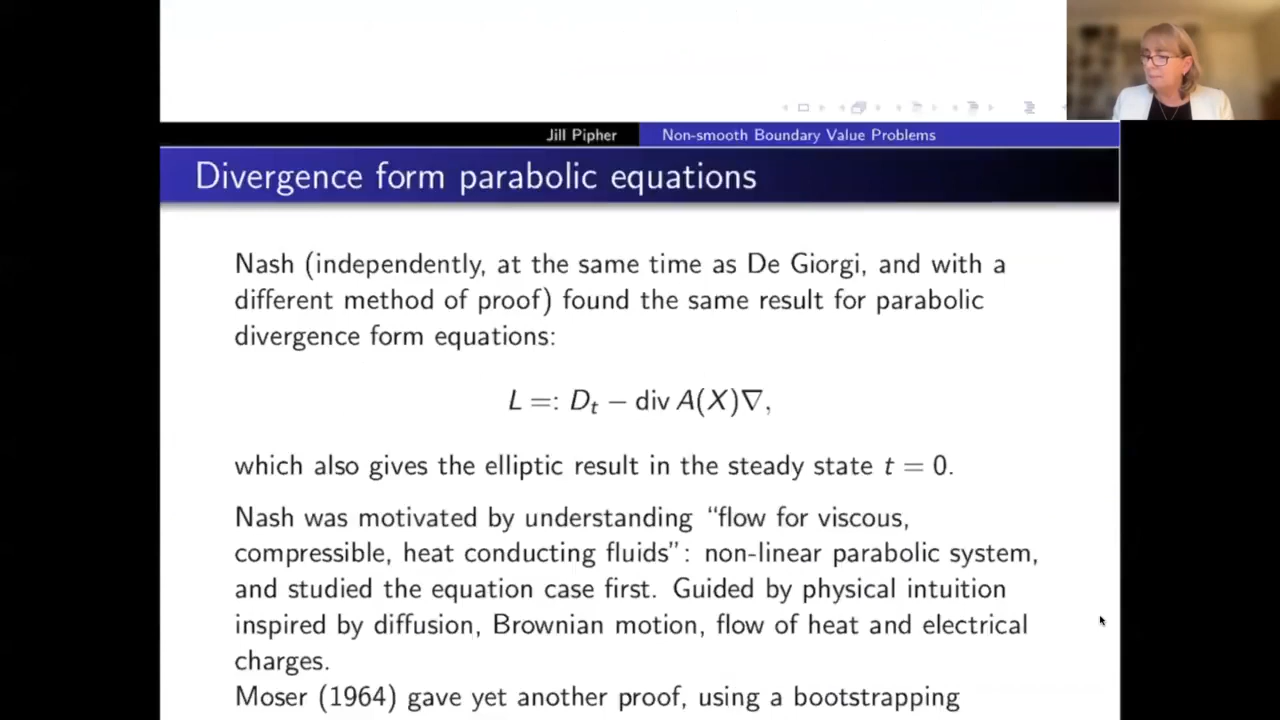 Jill Pipher
Non-smooth Boundary Value Problems
Divergence form parabolic equations
Nash (independently, at the same time as De Giorgi, and with a
different method of proof) found the same result for parabolic
divergence form equations:
L =: Dₜ − div A(X)∇,
which also gives the elliptic result in the steady state t = 0.
Nash was motivated by understanding “flow for viscous,
compressible, heat conducting fluids”: non-linear parabolic system,
and studied the equation case first. Guided by physical intuition
inspired by diffusion, Brownian motion, flow of heat and electrical
charges.
Moser (1964) gave yet another proof, using a bootstrapping